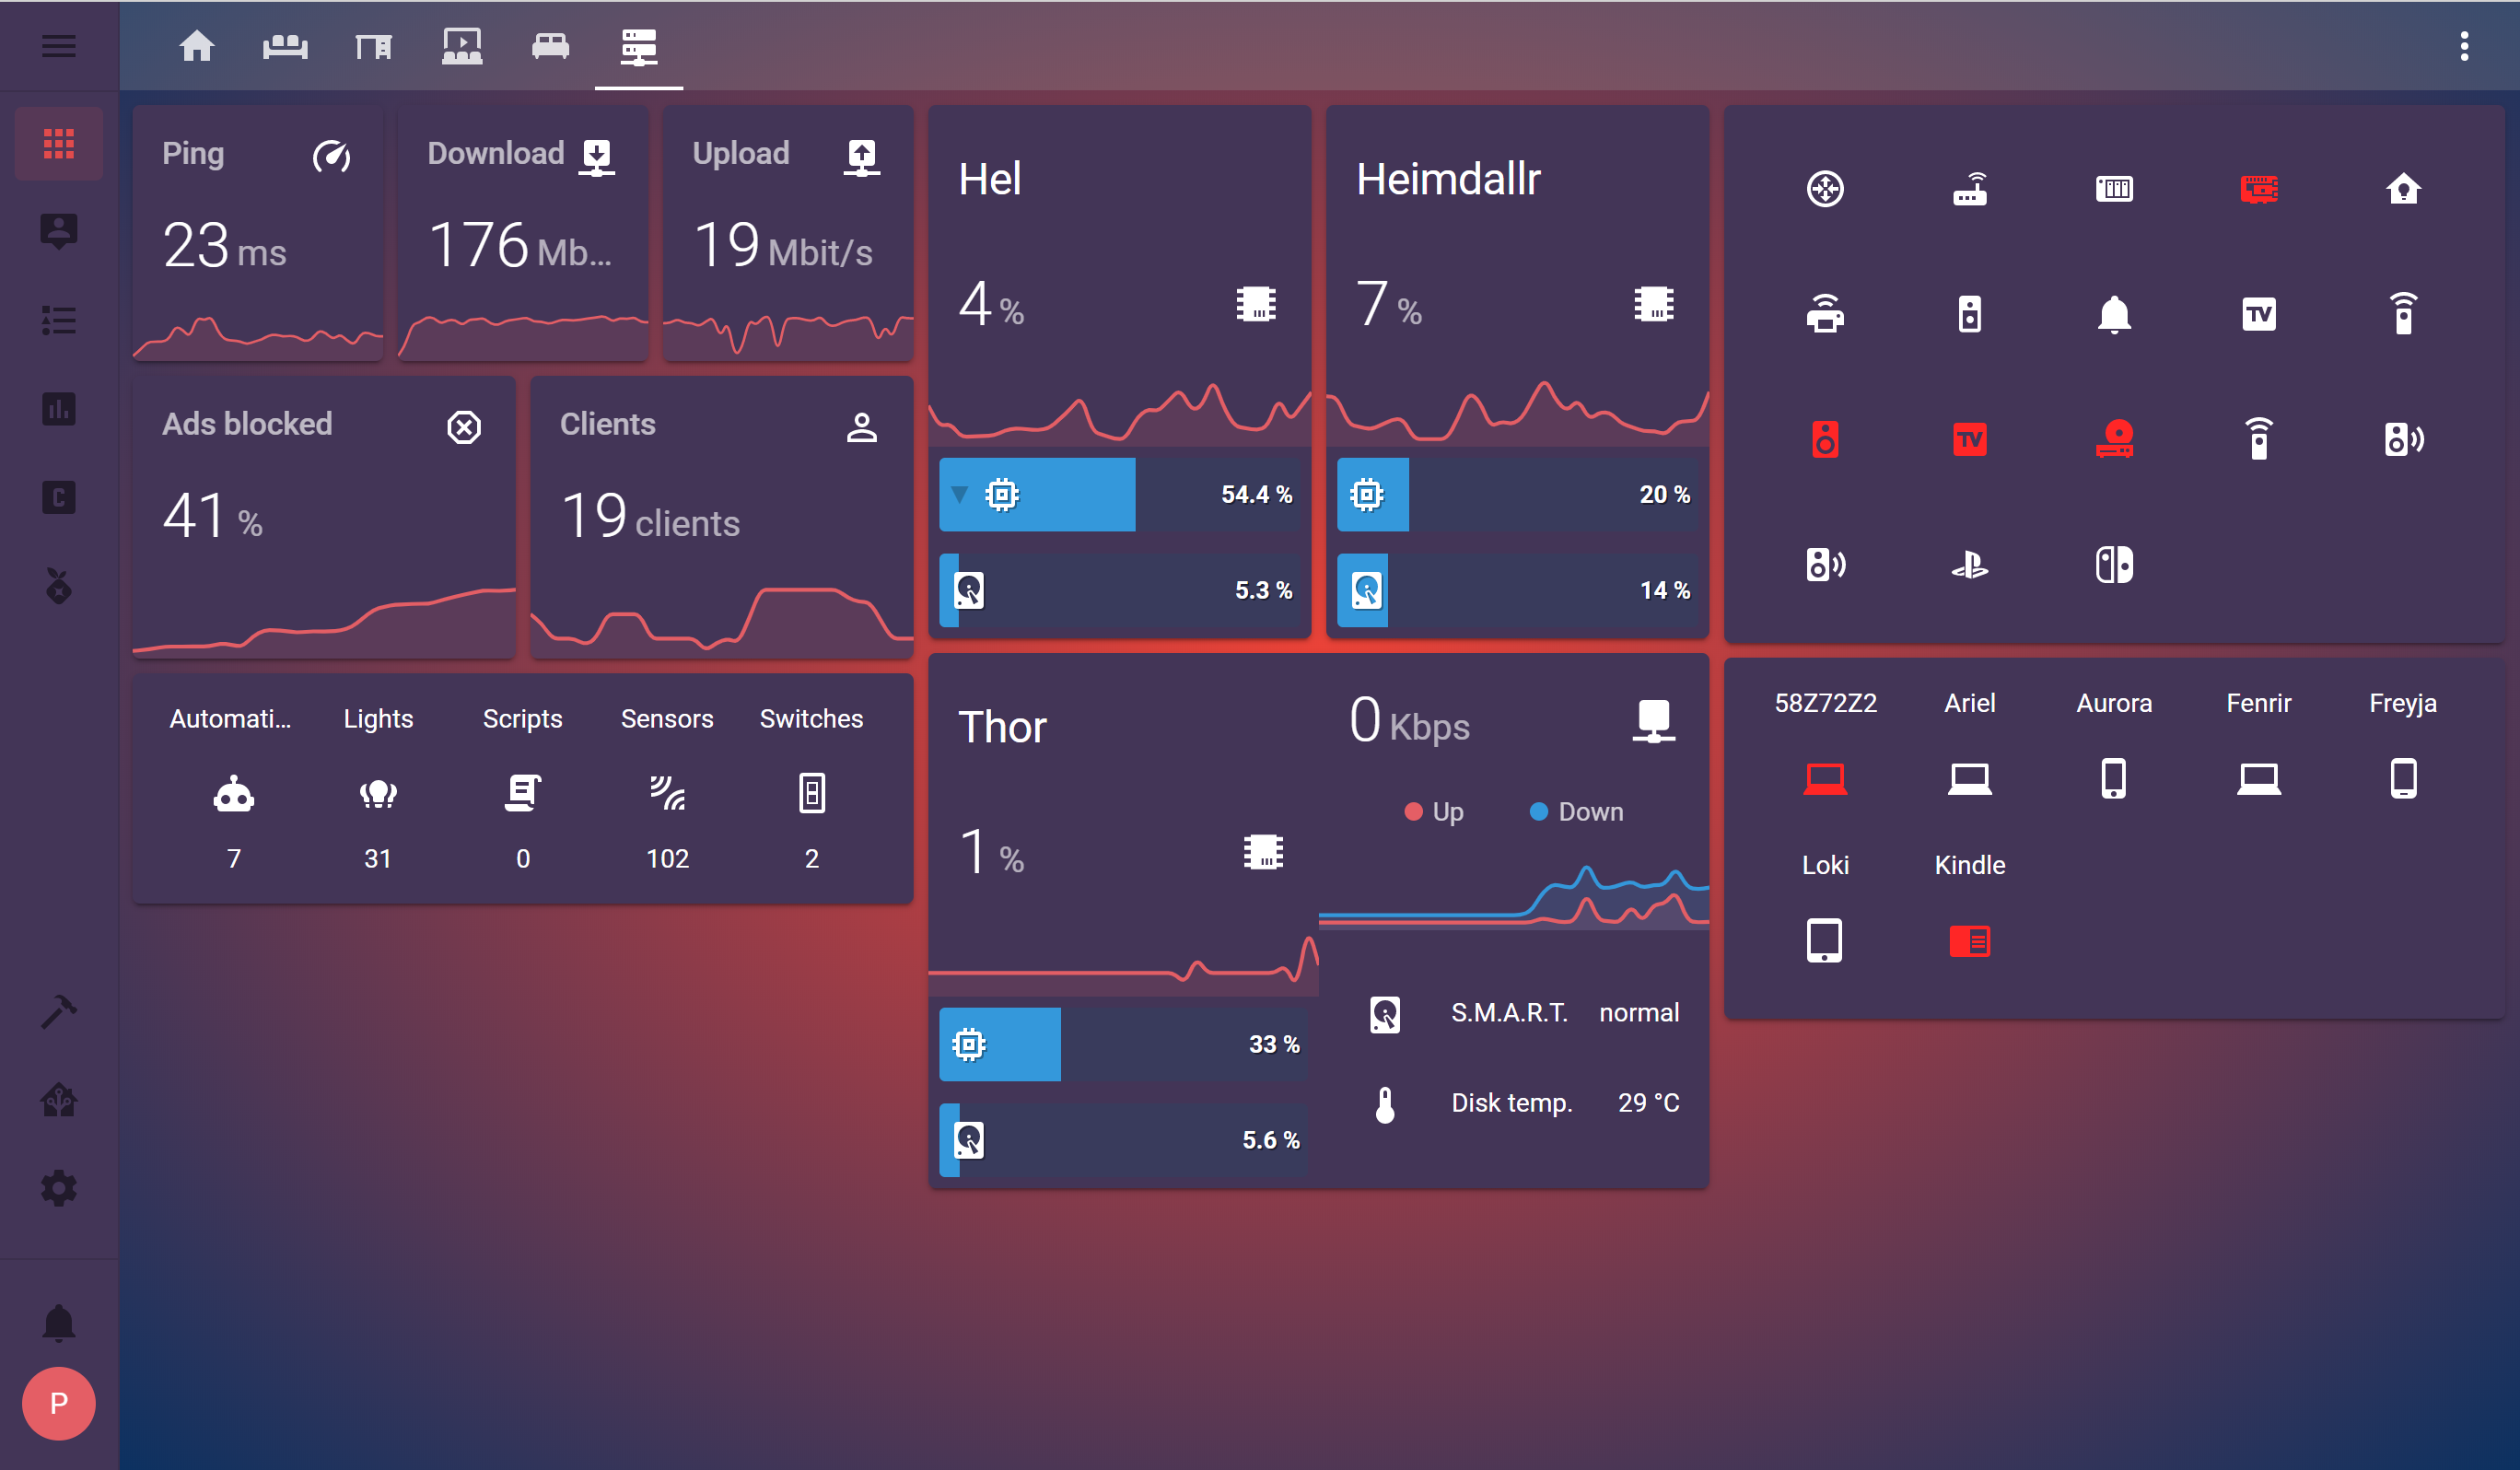 Ping
23 ms
Download
176 Mb...
Upload
19 Mbit/s
Ads blocked
41 %
Clients
19 clients
Automati... Lights Scripts Sensors Switches
7 31 0 102 2
Hel
4 %
54.4 %
5.3 %
Heimdallr
7 %
20 %
14 %
Thor
1 %
33 %
5.6 %
0 Kbps
Up Down
S.M.A.R.T. normal
Disk temp. 29 °C
TV
TV
58Z72Z2 Ariel Aurora Fenrir Freyja
Loki Kindle
C
P